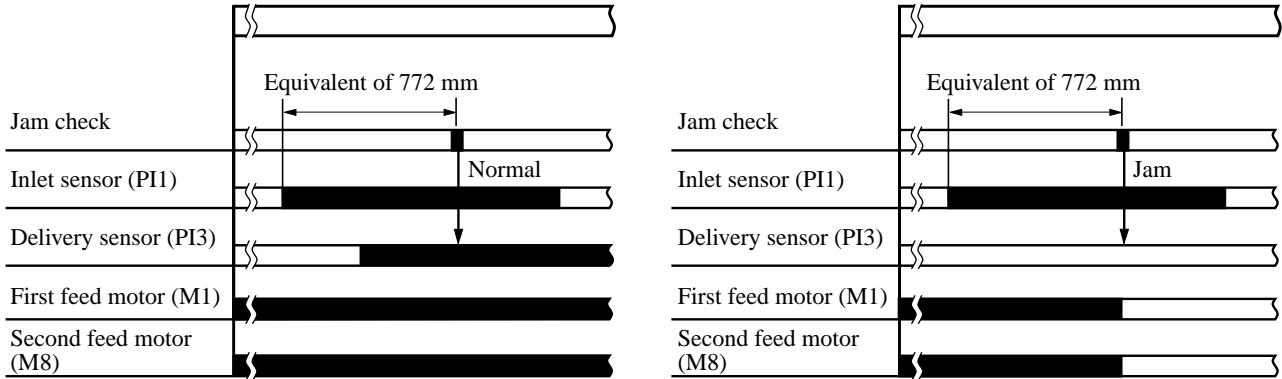 Equivalent of 772 mm
Jam check
Normal
Inlet sensor (PI1)
Delivery sensor (PI3)
First feed motor (M1)
Second feed motor
(M8)
Equivalent of 772 mm
Jam check
Jam
Inlet sensor (PI1)
Delivery sensor (PI3)
First feed motor (M1)
Second feed motor
(M8)